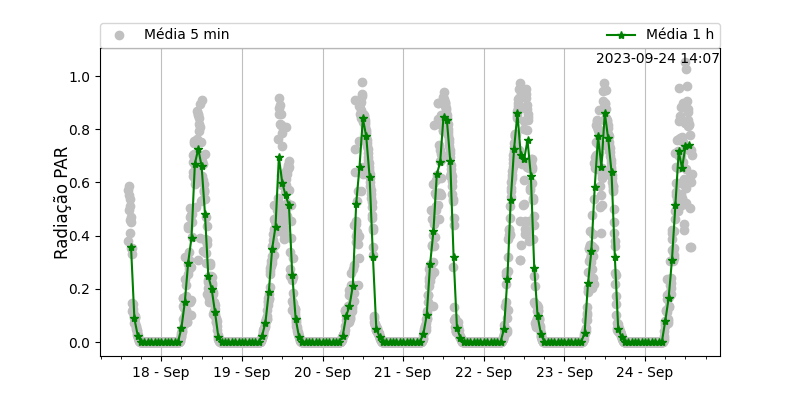 Média 5 min
Média 1 h
2023-09-24 14:07
Radiação PAR
1.0
0.8
0.6
0.4
0.2
0.0
18 - Sep
19 - Sep
20 - Sep
21 - Sep
22 - Sep
23 - Sep
24 - Sep